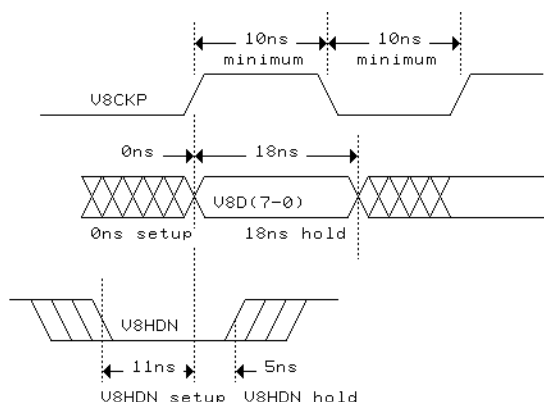 10ns 10ns
minimum minimum
V8CKP
0ns 18ns
V8D(7-0)
0ns setup 18ns hold
V8HDN
11ns 5ns
V8HDN setup V8HDN hold